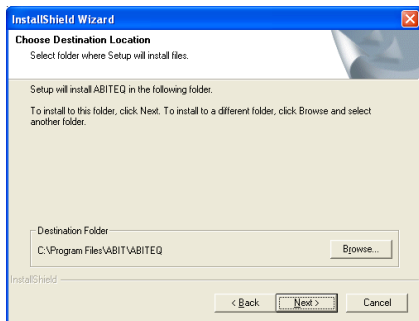 InstallShield Wizard
Choose Destination Location
Select folder where Setup will install files.
Setup will install ABITEQ in the following folder.
To install to this folder, click Next. To install to a different folder, click Browse and select
another folder.
Destination Folder
C:\Program Files\ABIT\ABITEQ
Browse...
InstallShield
< Back
Next >
Cancel